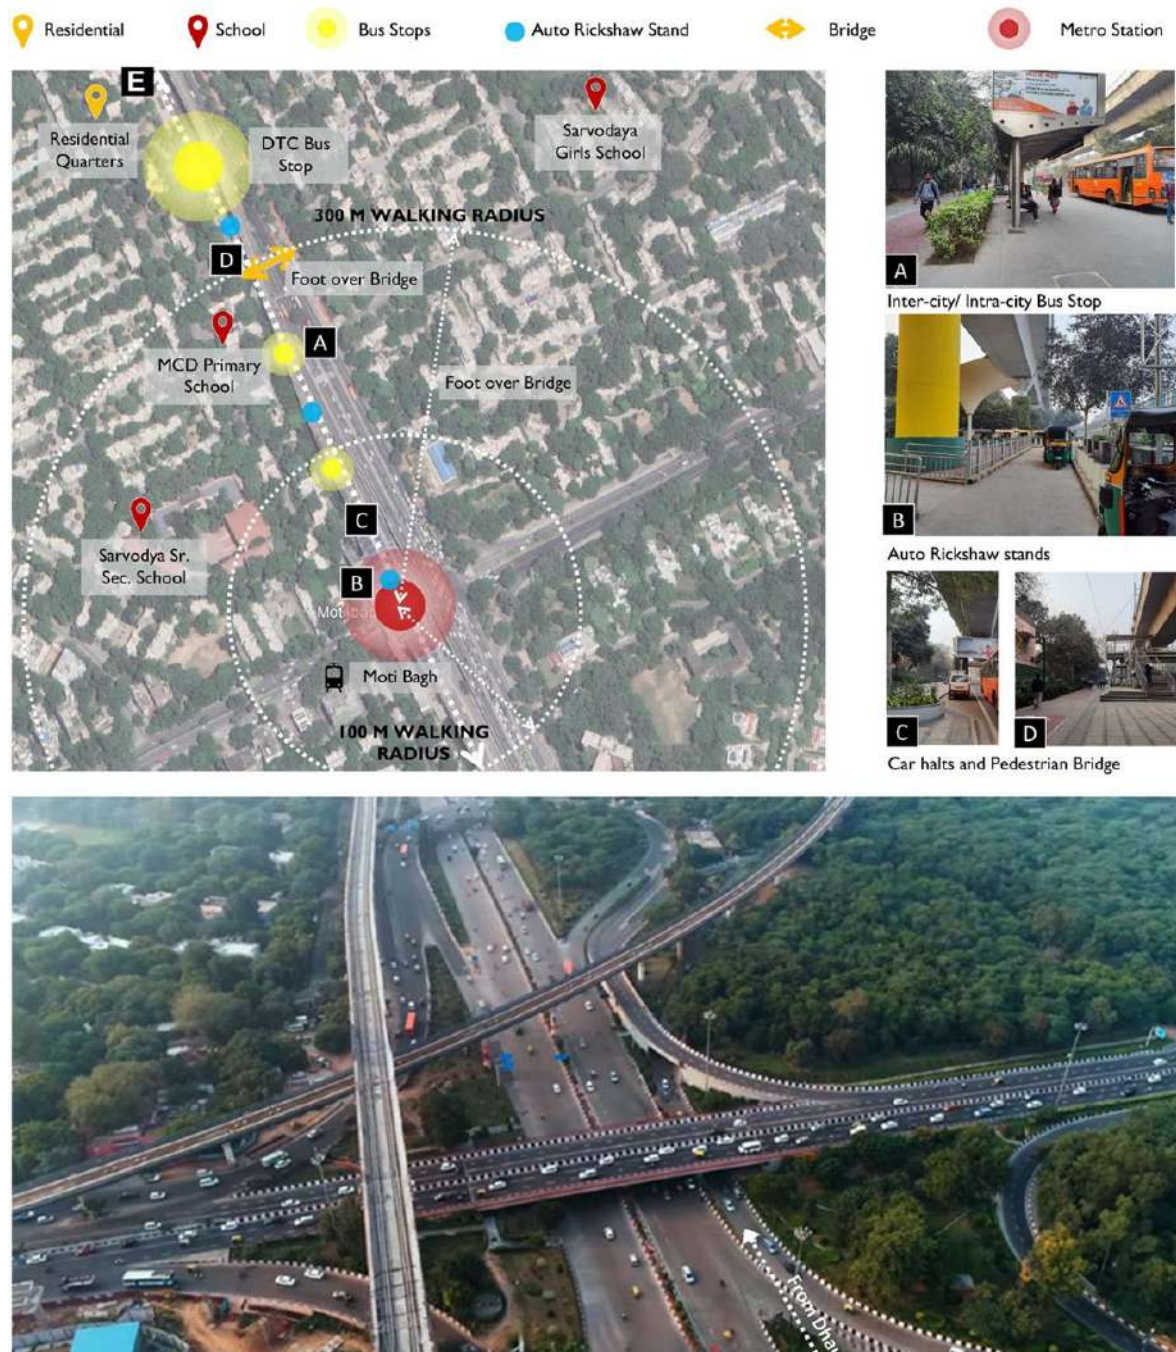 Residential
School
Bus Stops
Auto Rickshaw Stand
Bridge
Metro Station
E
Residential
Quarters
DTC Bus
Stop
Sarvodaya
Girls School
300 M WALKING RADIUS
D
Foot over Bridge
A
MCD Primary
School
Foot over Bridge
C
Sarvodya Sr.
Sec. School
B
Moti Bagh
100 M WALKING
RADIUS
A
Inter-city/ Intra-city Bus Stop
B
Auto Rickshaw stands
C
D
Car halts and Pedestrian Bridge
From Dhau